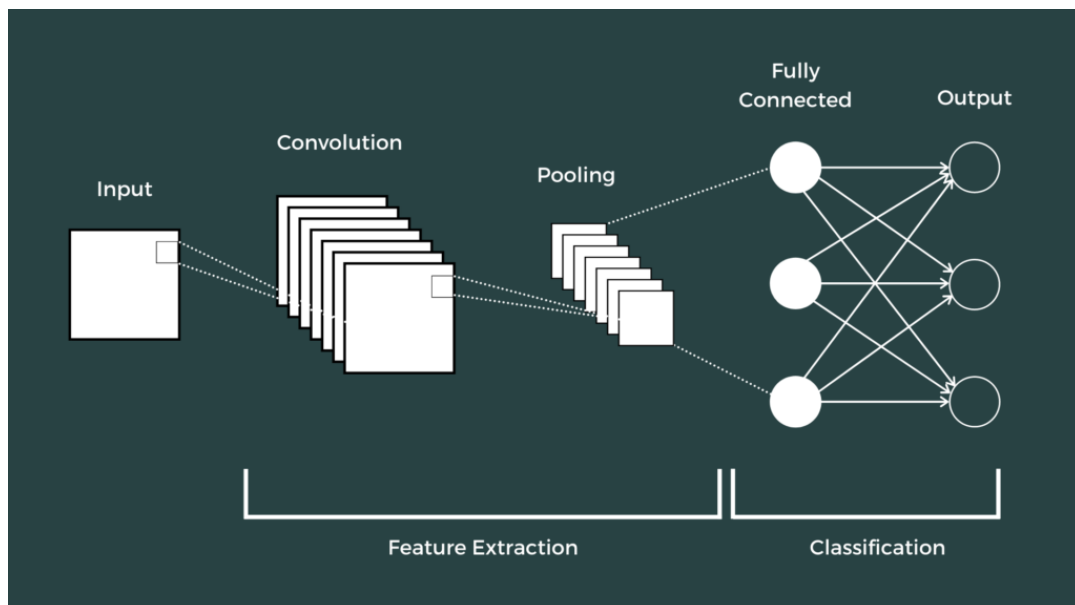 Input
Convolution
Pooling
Fully
Connected
Output
Feature Extraction
Classification